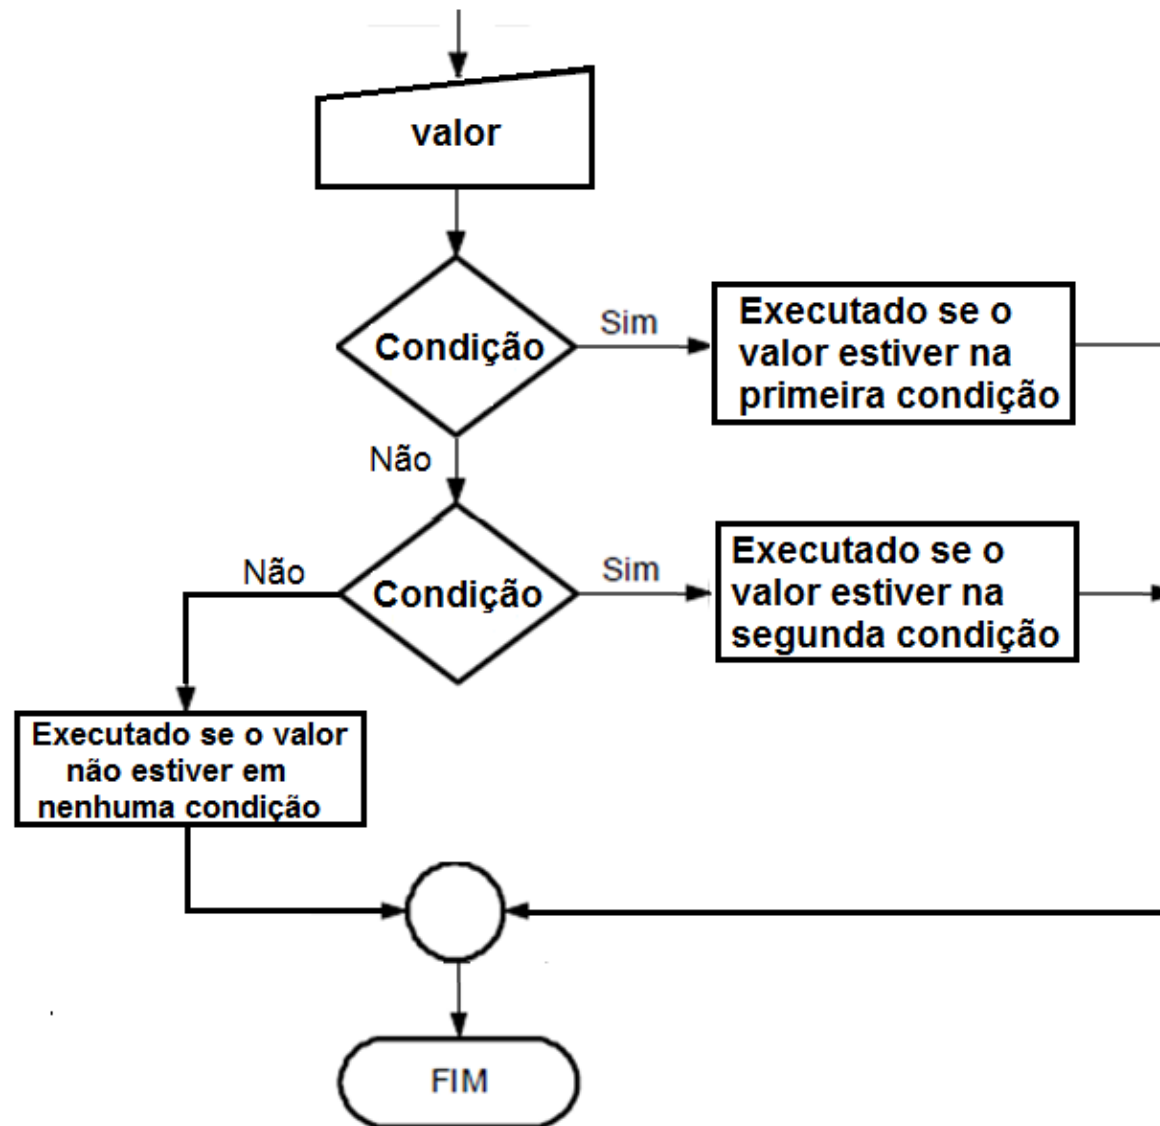 valor
Condição
Sim
Executado se o
valor estiver na
primeira condição
Não
Condição
Sim
Executado se o
valor estiver na
segunda condição
Não
Executado se o valor
não estiver em
nenhuma condição
FIM